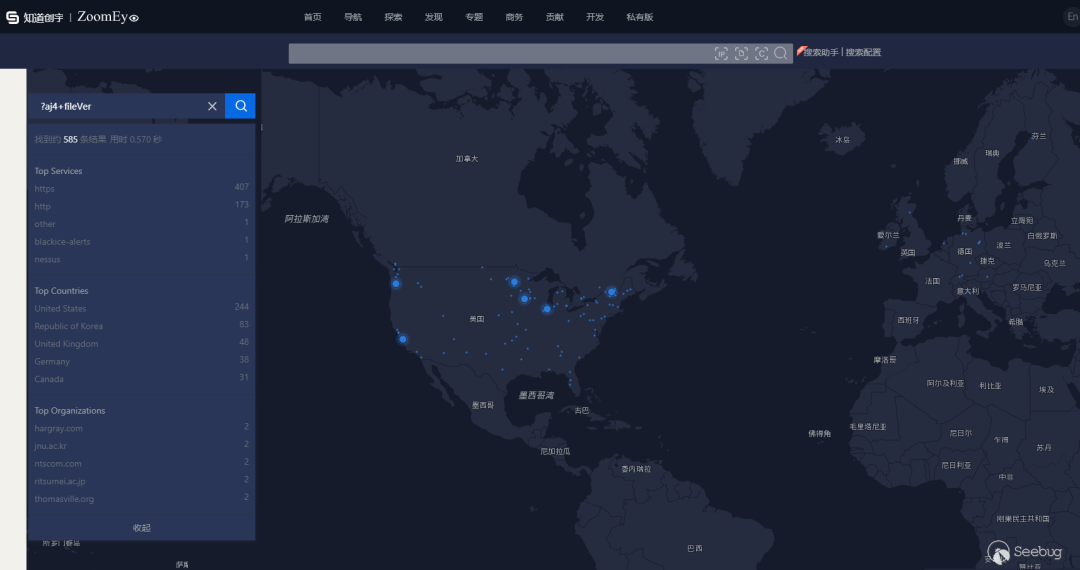 知道创宇 | ZoomEye
首页 导航 探索 发现 专题 商务 贡献 开发 私有版 En
IP D C 搜索助手 | 搜索配置
?aj4+fileVer
找到约 585 条结果 用时 0.570 秒
Top Services
https 407
http 173
other 1
blackice-alerts 1
nessus 1
Top Countries
United States 244
Republic of Korea 83
United Kingdom 48
Germany 38
Canada 31
Top Organizations
hargray.com 2
jnu.ac.kr 2
ntscom.com 2
ntsumei.ac.jp 2
thomasville.org 2
收起
冰岛
芬兰
瑞典
挪威
加拿大
阿拉斯加湾
丹麦
立陶宛
爱尔兰
白俄罗斯
英国
德国
波兰
捷克
乌克兰
法国
意大利
罗马尼亚
美国
西班牙
希腊
摩洛哥
阿尔及利亚
利比亚
埃及
墨西哥湾
墨西哥
古巴
佛得角
毛里塔尼亚
尼日尔
乍得
苏丹
尼加拉瓜
委内瑞拉
尼日利亚
中非
刚果民主共和国
巴西
Seebug